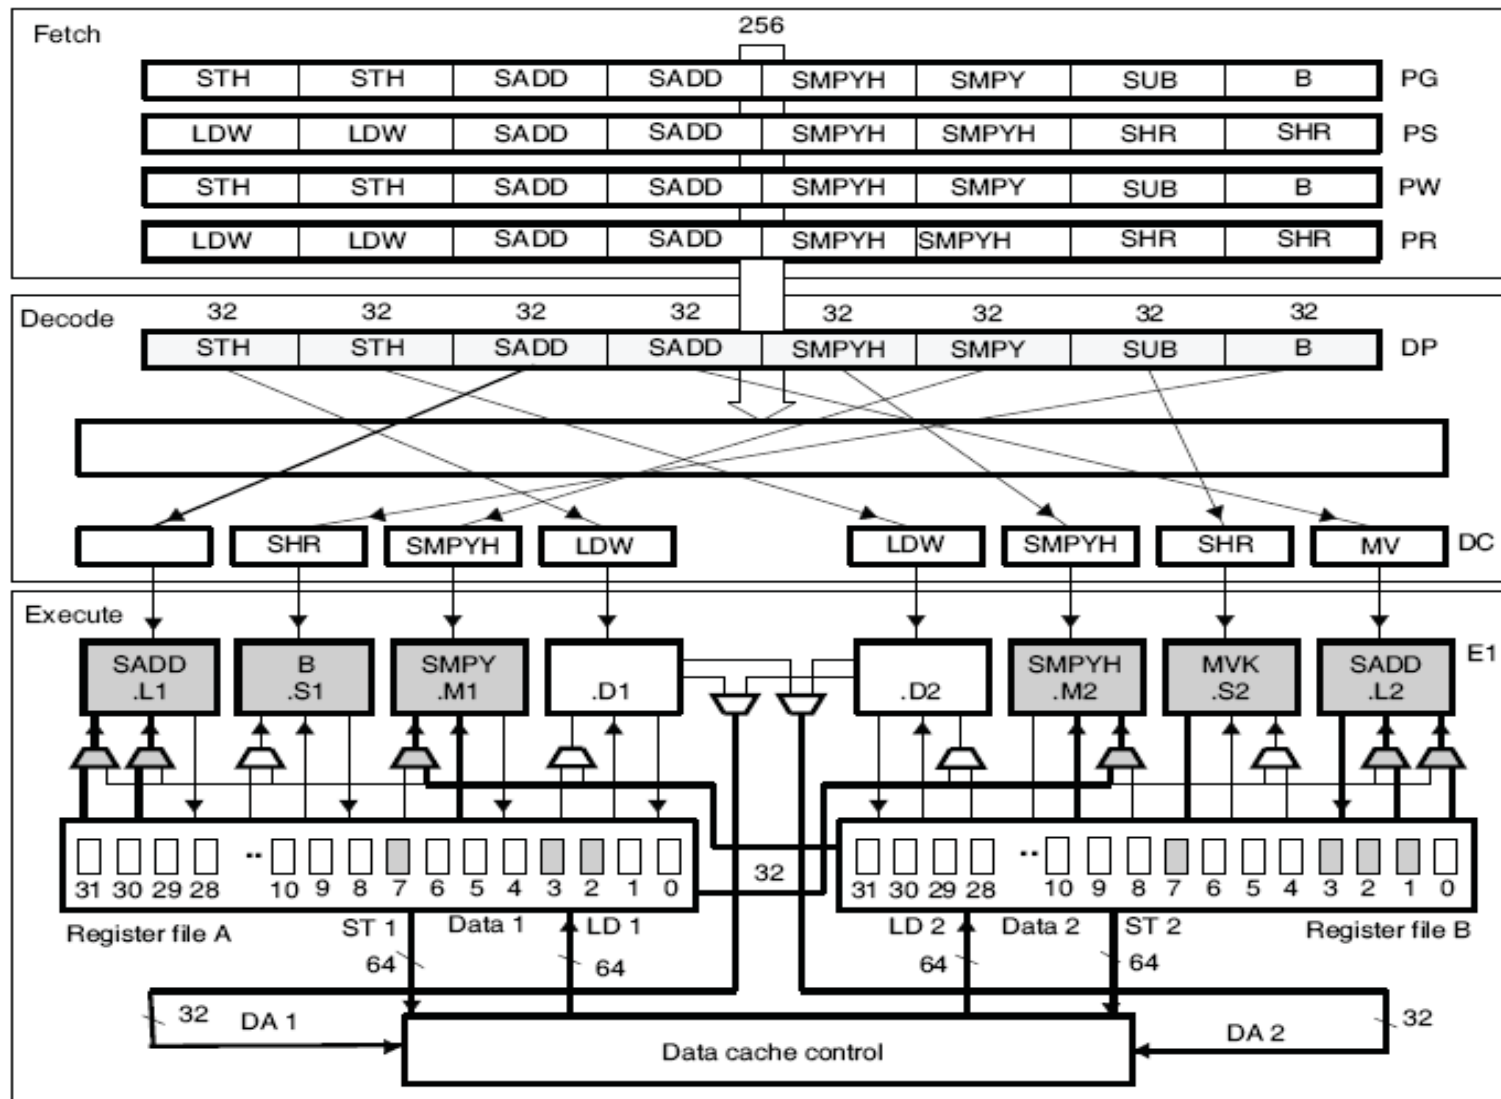 256
Fetch
STH STH SADD SADD SMPYH SMPY SUB B PG
LDW LDW SADD SADD SMPYH SMPYH SHR SHR PS
STH STH SADD SADD SMPYH SMPY SUB B PW
LDW LDW SADD SADD SMPYH SMPYH SHR SHR PR
Decode 32 32 32 32 32 32 32 32
STH STH SADD SADD SMPYH SMPY SUB B DP
SHR SMPYH LDW LDW SMPYH SHR MV DC
Execute
SADD B SMPY SMPYH MVK SADD E1
.L1 .S1 .M1 .D1 .D2 .M2 .S2 .L2
31 30 29 28 .. 10 9 8 7 6 5 4 3 2 1 0 32 31 30 29 28 .. 10 9 8 7 6 5 4 3 2 1 0
Register file A ST 1 Data 1 LD 1 LD 2 Data 2 ST 2 Register file B
64 64 64 64
32 DA 1 DA 2 32
Data cache control